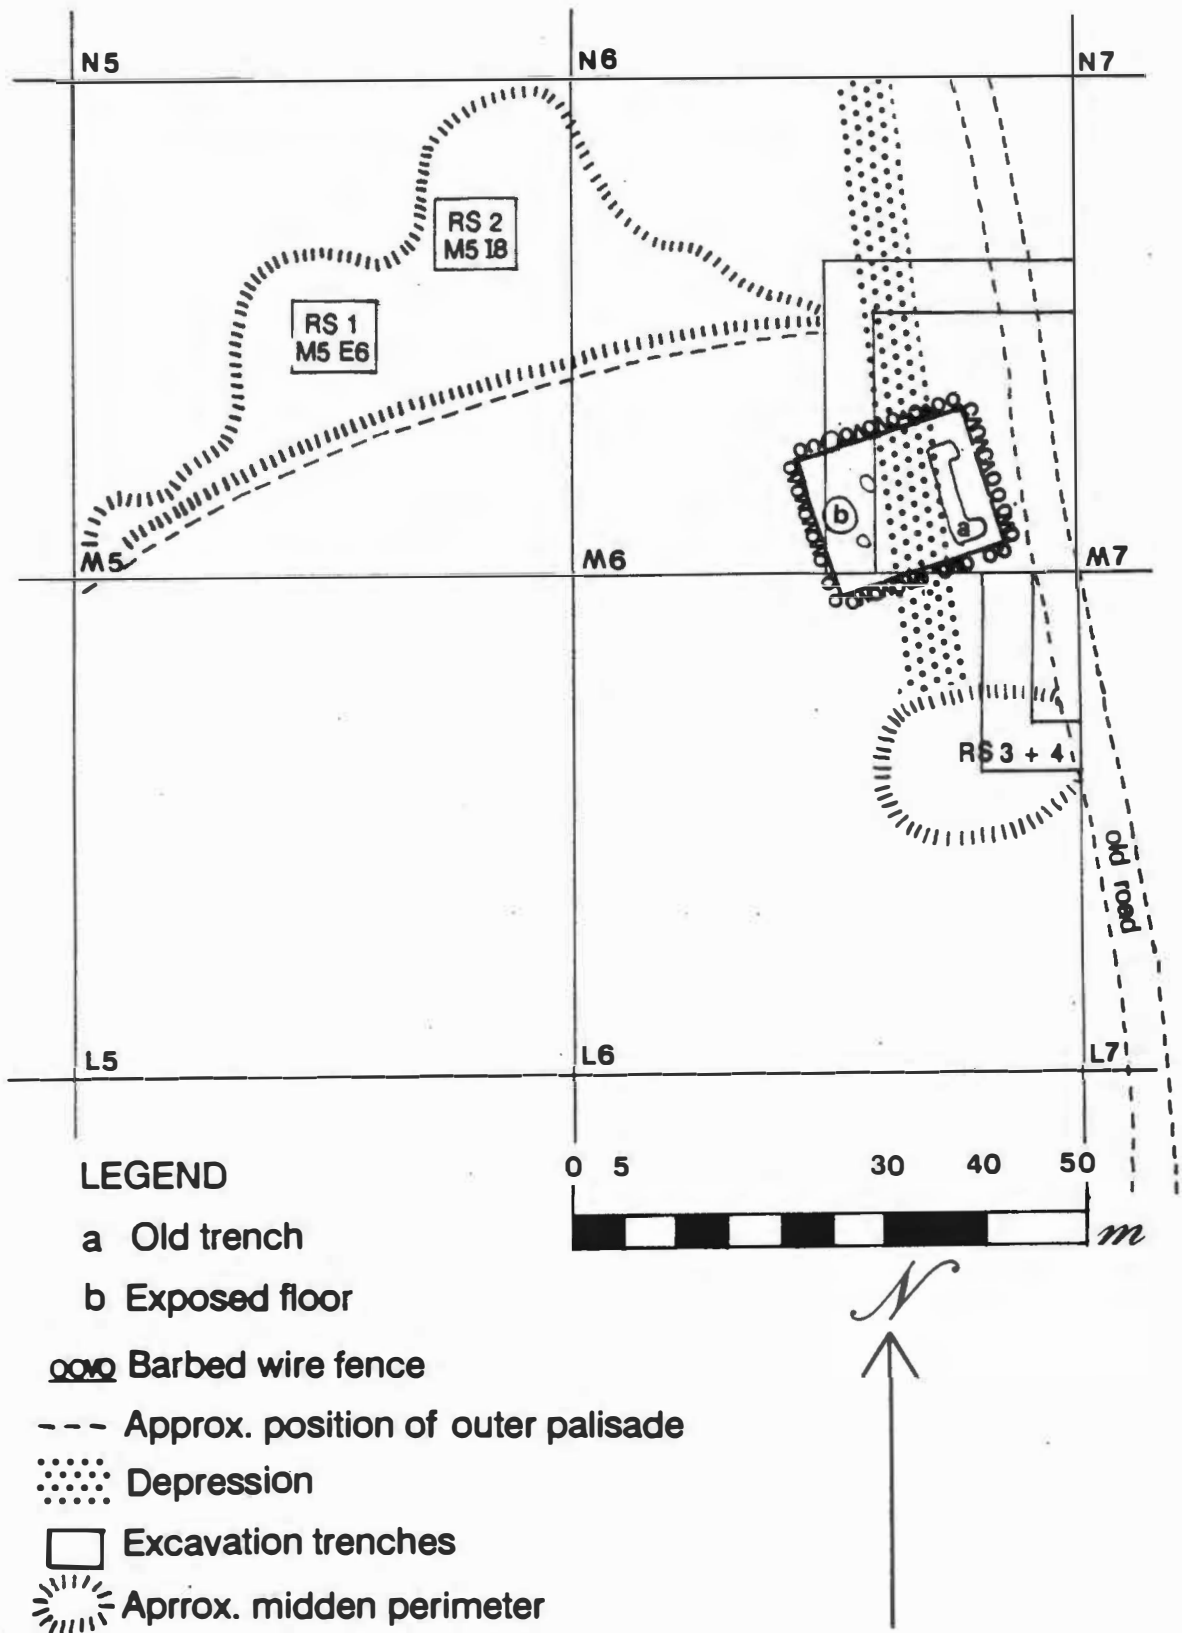 N5
N6
N7
RS 2
M5 I8
RS 1
M5 E6
b
a
M5
M6
M7
RS 3 + 4
old road
L5
L6
L7
LEGEND
0 5 30 40 50
m
a Old trench
b Exposed floor
N
Barbed wire fence
Approx. position of outer palisade
Depression
Excavation trenches
Aprrox. midden perimeter